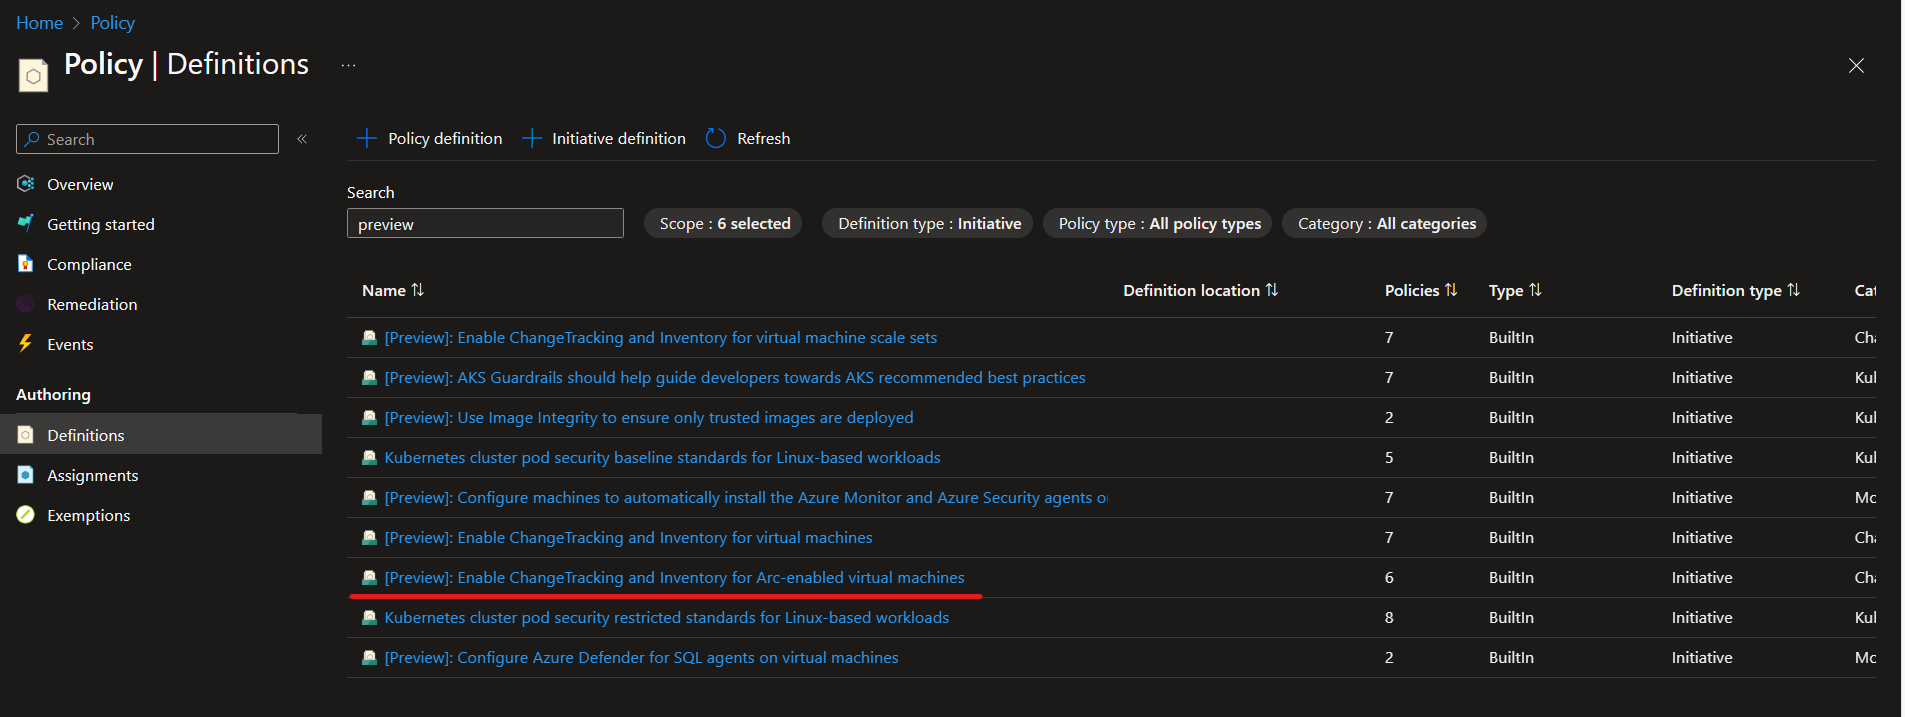 Home > Policy
Policy | Definitions ...
Search «
Overview
Getting started
Compliance
Remediation
Events
Authoring
Definitions
Assignments
Exemptions
+ Policy definition + Initiative definition Refresh
Search
preview Scope : 6 selected Definition type : Initiative Policy type : All policy types Category : All categories
Name ↑↓ Definition location ↑↓ Policies ↑↓ Type ↑↓ Definition type ↑↓ Cat
[Preview]: Enable ChangeTracking and Inventory for virtual machine scale sets 7 BuiltIn Initiative Cha
[Preview]: AKS Guardrails should help guide developers towards AKS recommended best practices 7 BuiltIn Initiative Kul
[Preview]: Use Image Integrity to ensure only trusted images are deployed 2 BuiltIn Initiative Kul
Kubernetes cluster pod security baseline standards for Linux-based workloads 5 BuiltIn Initiative Kul
[Preview]: Configure machines to automatically install the Azure Monitor and Azure Security agents o 7 BuiltIn Initiative Mo
[Preview]: Enable ChangeTracking and Inventory for virtual machines 7 BuiltIn Initiative Cha
[Preview]: Enable ChangeTracking and Inventory for Arc-enabled virtual machines 6 BuiltIn Initiative Cha
Kubernetes cluster pod security restricted standards for Linux-based workloads 8 BuiltIn Initiative Kul
[Preview]: Configure Azure Defender for SQL agents on virtual machines 2 BuiltIn Initiative Mo